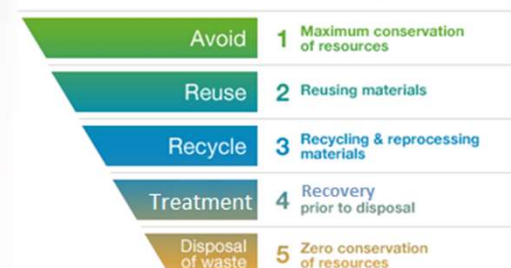 Avoid
1 Maximum conservation
of resources
Reuse
2 Reusing materials
Recycle
3 Recycling & reprocessing
materials
Treatment
4 Recovery
prior to disposal
Disposal
of waste
5 Zero conservation
of resources